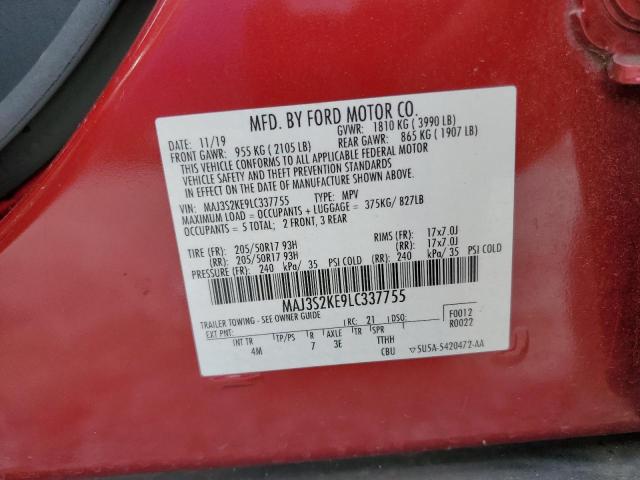 MFD. BY FORD MOTOR CO.
DATE: 11/19 GVWR: 1810 KG ( 3990 LB)
FRONT GAWR: 955 KG ( 2105 LB) REAR GAWR: 865 KG ( 1907 LB)
THIS VEHICLE CONFORMS TO ALL APPLICABLE FEDERAL MOTOR
VEHICLE SAFETY AND THEFT PREVENTION STANDARDS
IN EFFECT ON THE DATE OF MANUFACTURE SHOWN ABOVE.
VIN: MAJ3S2KE9LC337755 TYPE: MPV
MAXIMUM LOAD = OCCUPANTS + LUGGAGE = 375KG/ 827LB
OCCUPANTS = 5 TOTAL; 2 FRONT, 3 REAR
TIRE (FR): 205/50R17 93H RIMS (FR): 17x7.0J
(RR): 205/50R17 93H (RR): 17x7.0J
PRESSURE (FR): 240 kPa/ 35 PSI COLD (RR): 240 kPa/ 35 PSI COLD
MAJ3S2KE9LC337755
TRAILER TOWING - SEE OWNER GUIDE
EXT PNT: RC: 21 DSO: F0012
INT TR TP/PS R AXLE TR SPR R0022
4M 7 3E TTHH
CBU SU5A-5420472-AA